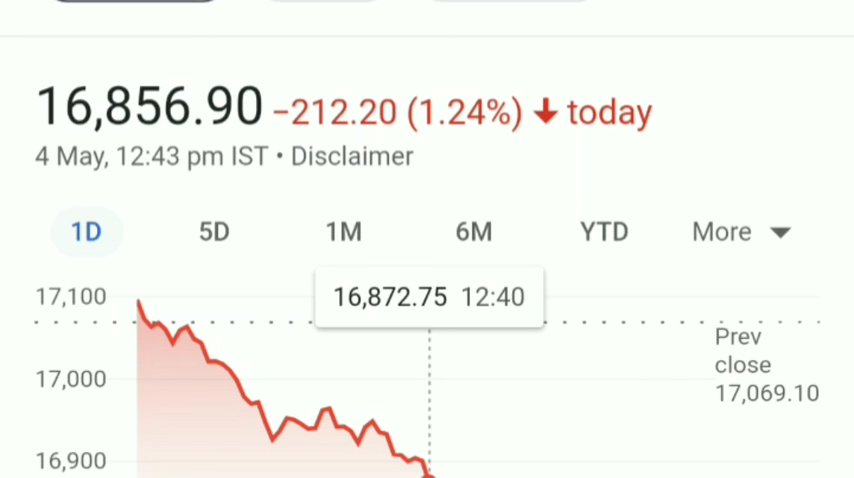 16,856.90 −212.20 (1.24%) ↓ today
4 May, 12:43 pm IST • Disclaimer
1D 5D 1M 6M YTD More
16,872.75 12:40
17,100
Prev
close
17,069.10
17,000
16,900